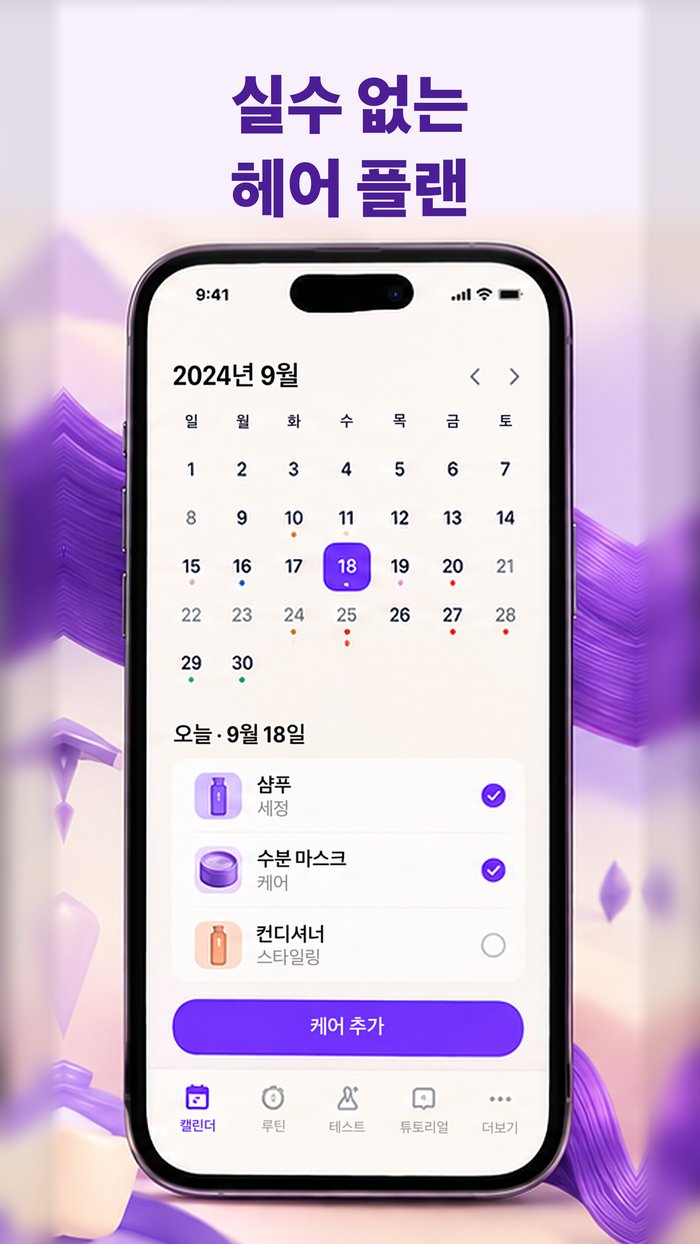 실수 없는
헤어 플랜
9:41
2024년 9월
일 월 화 수 목 금 토
1 2 3 4 5 6 7
8 9 10 11 12 13 14
15 16 17 18 19 20 21
22 23 24 25 26 27 28
29 30
오늘 · 9월 18일
샴푸
세정
수분 마스크
케어
컨디셔너
스타일링
케어 추가
캘린더 루틴 테스트 튜토리얼 더보기